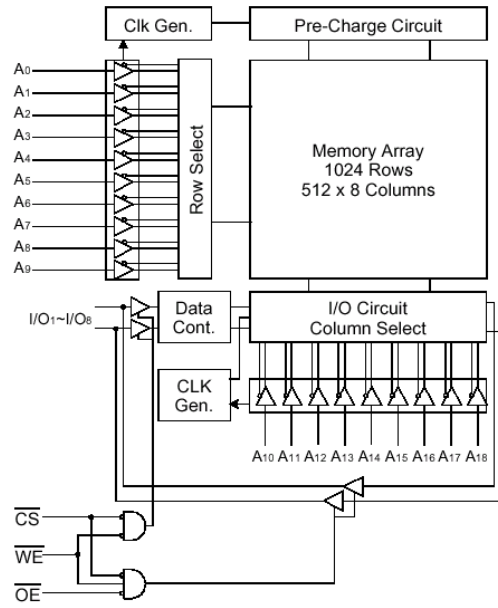 Clk Gen.
Pre-Charge Circuit
A0
A1
A2
A3
A4
A5
A6
A7
A8
A9
Row Select
Memory Array
1024 Rows
512 x 8 Columns
I/O1~I/O8
Data
Cont.
I/O Circuit
Column Select
CLK
Gen.
A10 A11 A12 A13 A14 A15 A16 A17 A18
CS
WE
OE